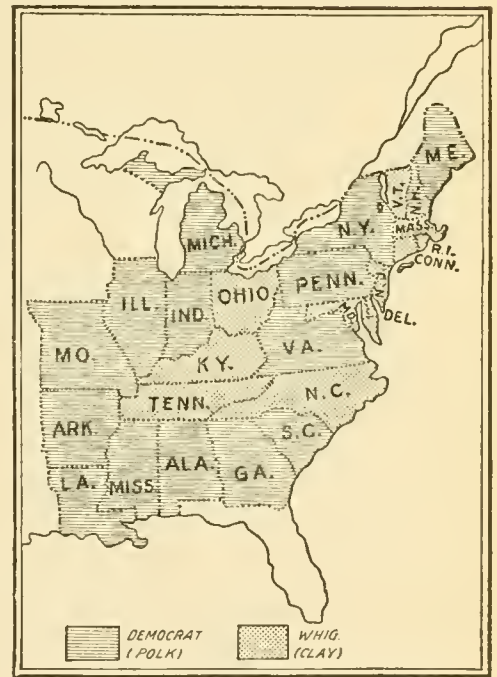 ME.
V.T.
N.H.
MASS.
N.Y.
R.I.
CONN.
MICH.
PENN.
N.J.
OHIO
ILL.
IND.
MD.
DEL.
MO.
KY.
VA.
TENN.
N.C.
ARK.
S.C.
LA.
MISS.
ALA.
GA.
DEMOCRAT
(POLK)
WHIG.
(CLAY)